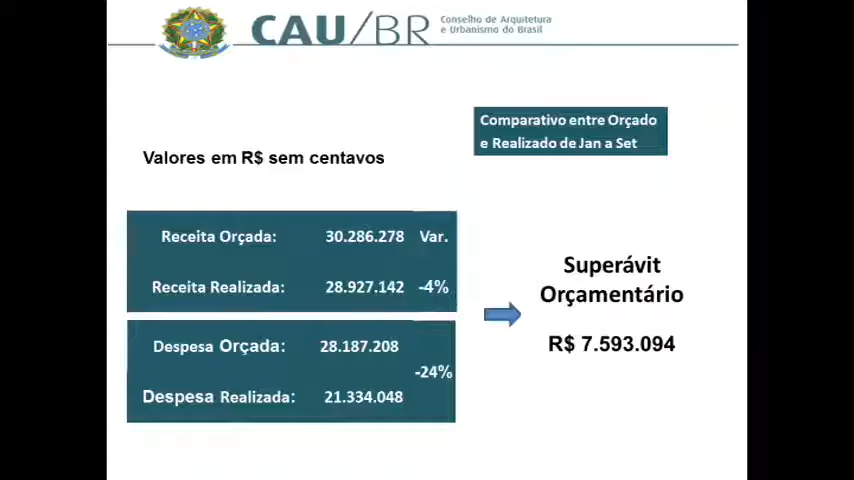 CAU/BR
Conselho de Arquitetura
e Urbanismo do Brasil
Comparativo entre Orçado
e Realizado de Jan a Set
Valores em R$ sem centavos
Receita Orçada: 30.286.278 Var.
Receita Realizada: 28.927.142 -4%
Superávit
Orçamentário
R$ 7.593.094
Despesa Orçada: 28.187.208
-24%
Despesa Realizada: 21.334.048